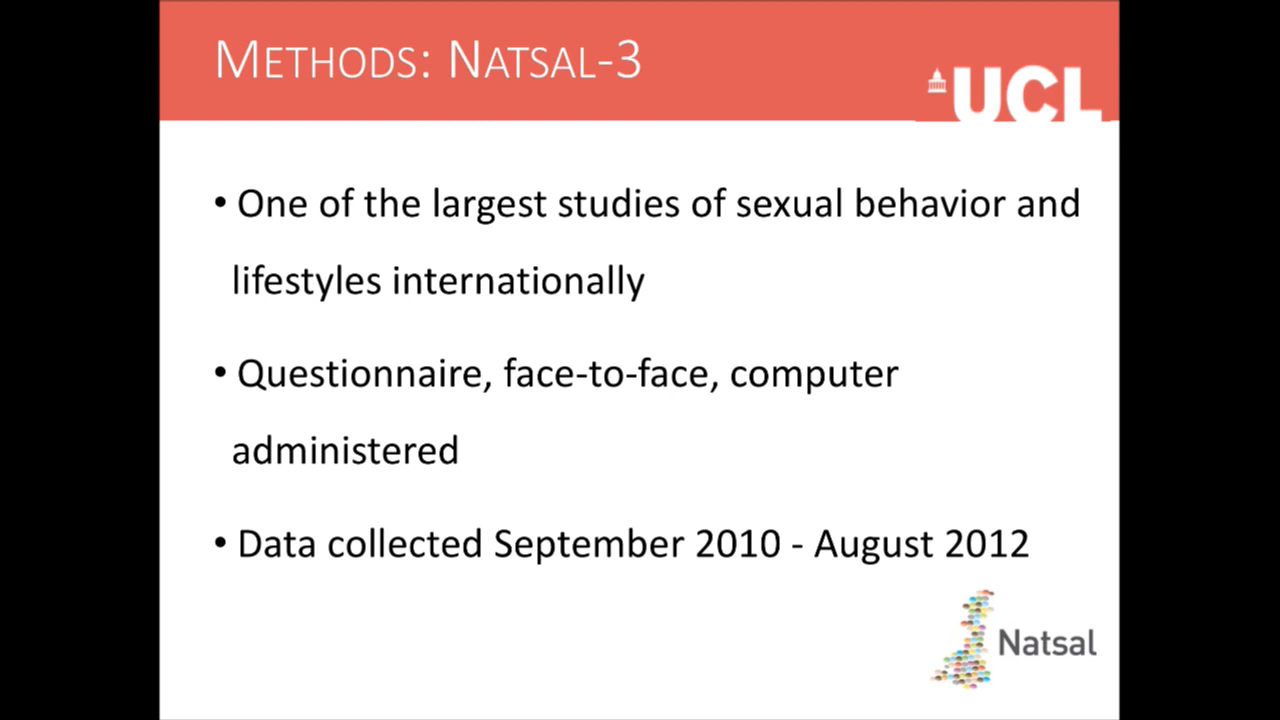 METHODS: NATSAL-3
UCL
• One of the largest studies of sexual behavior and
lifestyles internationally
• Questionnaire, face-to-face, computer
administered
• Data collected September 2010 - August 2012
Natsal